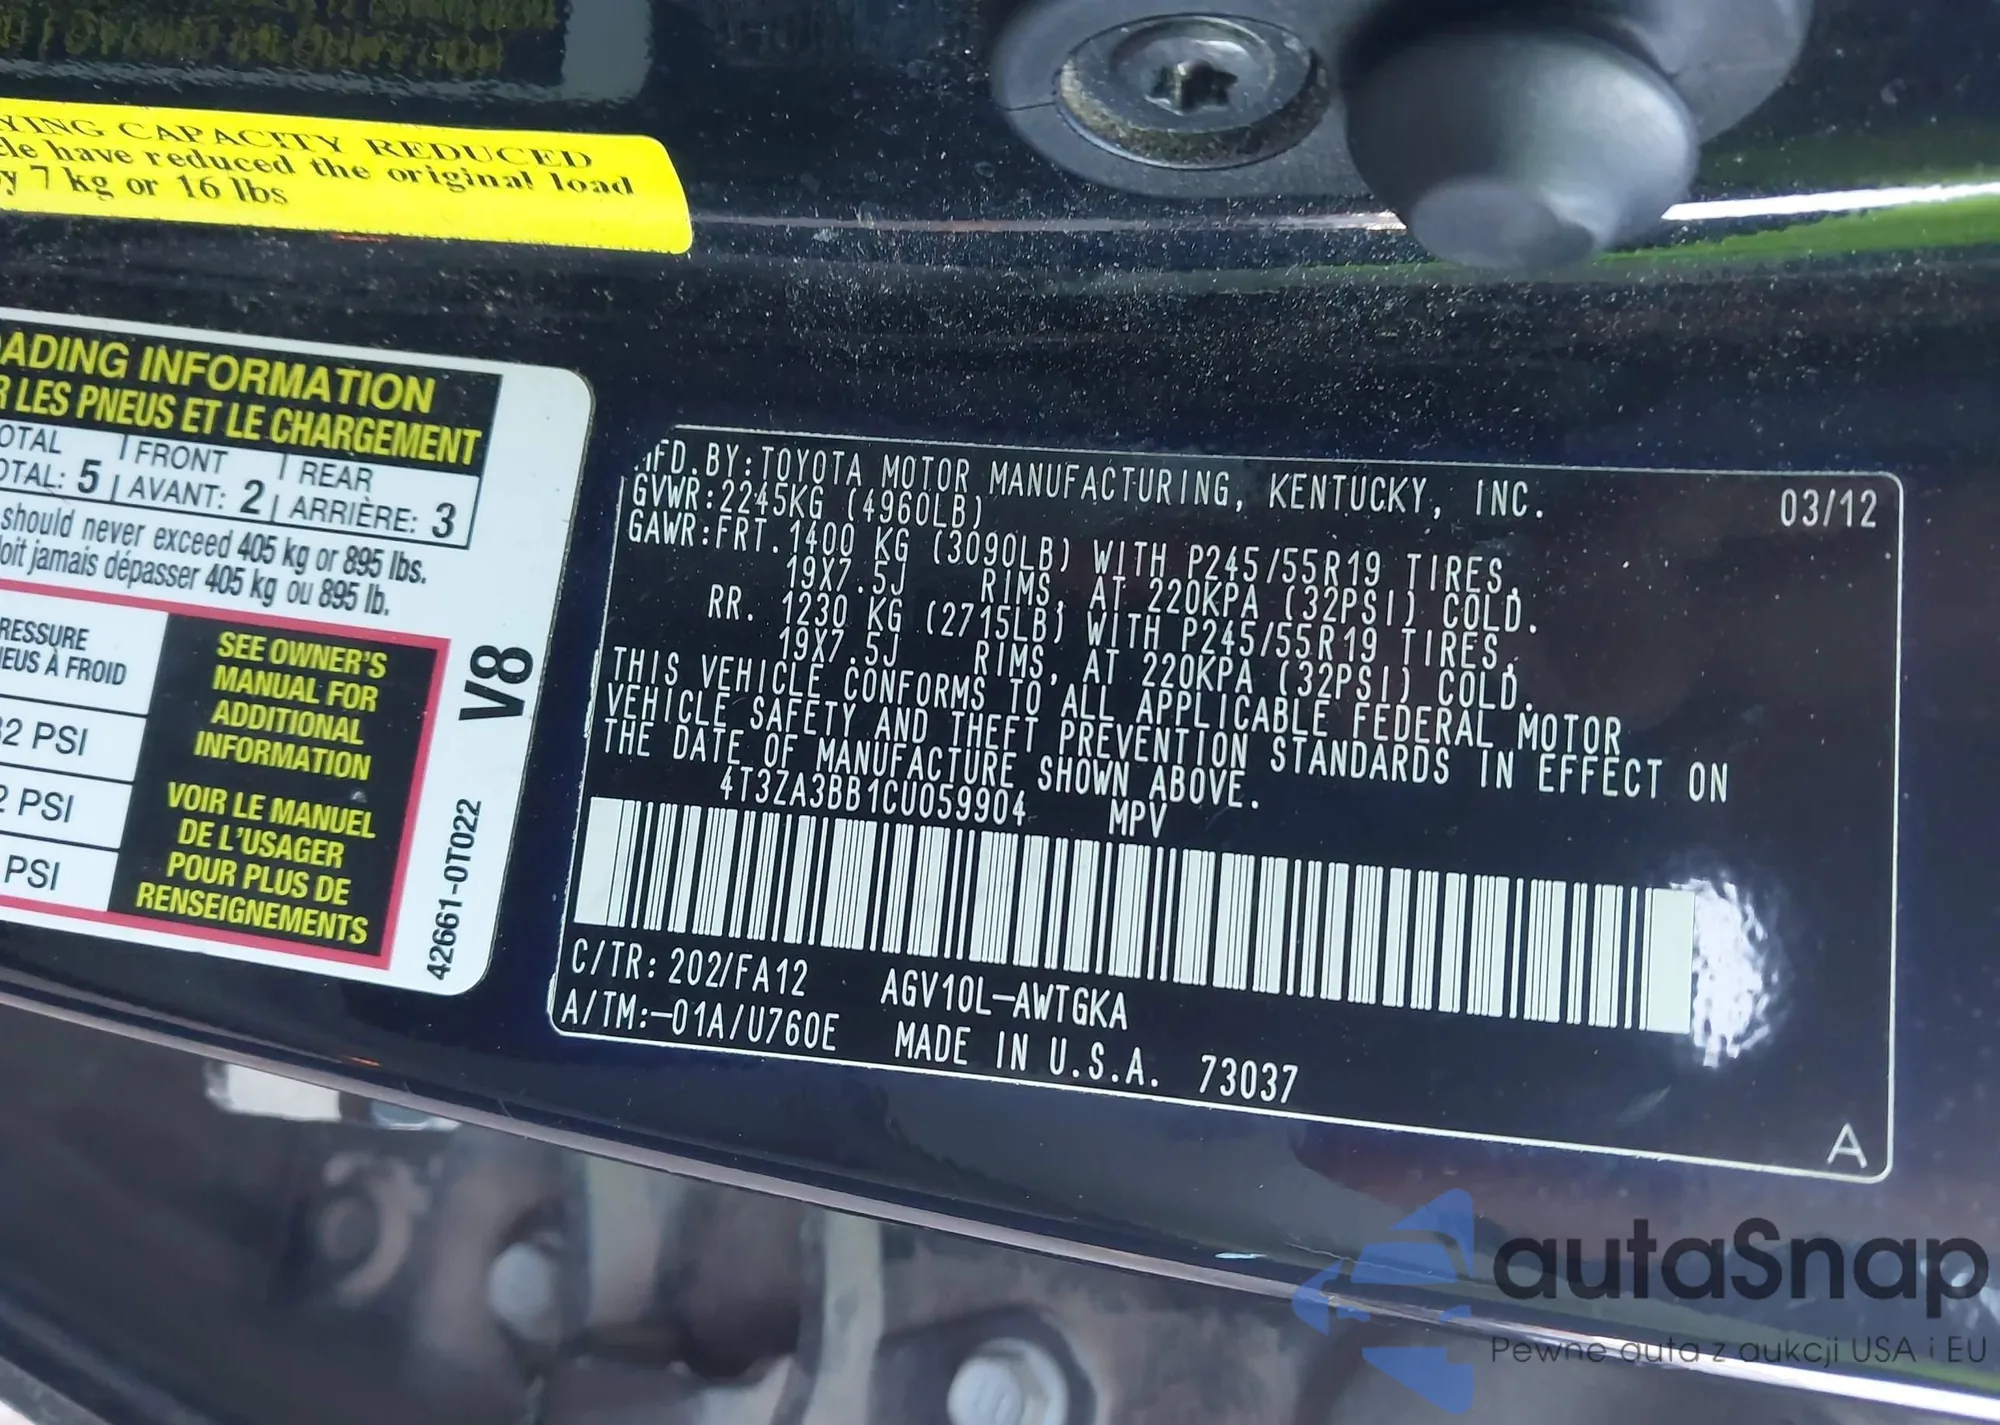 YING CAPACITY REDUCED
cle have reduced the original load
by 7 kg or 16 lbs
ADING INFORMATION
R LES PNEUS ET LE CHARGEMENT
OTAL FRONT REAR
OTAL: 5 AVANT: 2 ARRIÈRE: 3
should never exceed 405 kg or 895 lbs.
oit jamais dépasser 405 kg ou 895 lb.
RESSURE
NEUS À FROID
32 PSI
2 PSI
PSI
SEE OWNER'S
MANUAL FOR
ADDITIONAL
INFORMATION
VOIR LE MANUEL
DE L'USAGER
POUR PLUS DE
RENSEIGNEMENTS
V8
42661-0T022
MFD.BY:TOYOTA MOTOR MANUFACTURING, KENTUCKY, INC. 03/12
GVWR:2245KG (4960LB)
GAWR:FRT.1400 KG (3090LB) WITH P245/55R19 TIRES,
19X7.5J RIMS, AT 220KPA (32PSI) COLD.
RR. 1230 KG (2715LB) WITH P245/55R19 TIRES,
19X7.5J RIMS, AT 220KPA (32PSI) COLD.
THIS VEHICLE CONFORMS TO ALL APPLICABLE FEDERAL MOTOR
VEHICLE SAFETY AND THEFT PREVENTION STANDARDS IN EFFECT ON
THE DATE OF MANUFACTURE SHOWN ABOVE.
4T3ZA3BB1CU059904 MPV
C/TR: 202/FA12 AGV10L-AWTGKA
A/TM:-01A/U760E MADE IN U.S.A. 73037
A
autaSnap
Pewne auta z aukcji USA i EU